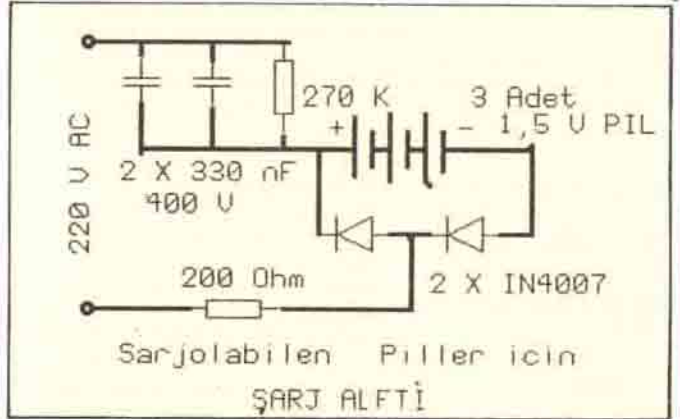 270 K
3 Adet
+
- 1,5 V PIL
220 V AC
2 X 330 nF
400 V
200 Ohm
2 X IN4007
Sarjolabilen Piller icin
ŞARJ ALFTİ